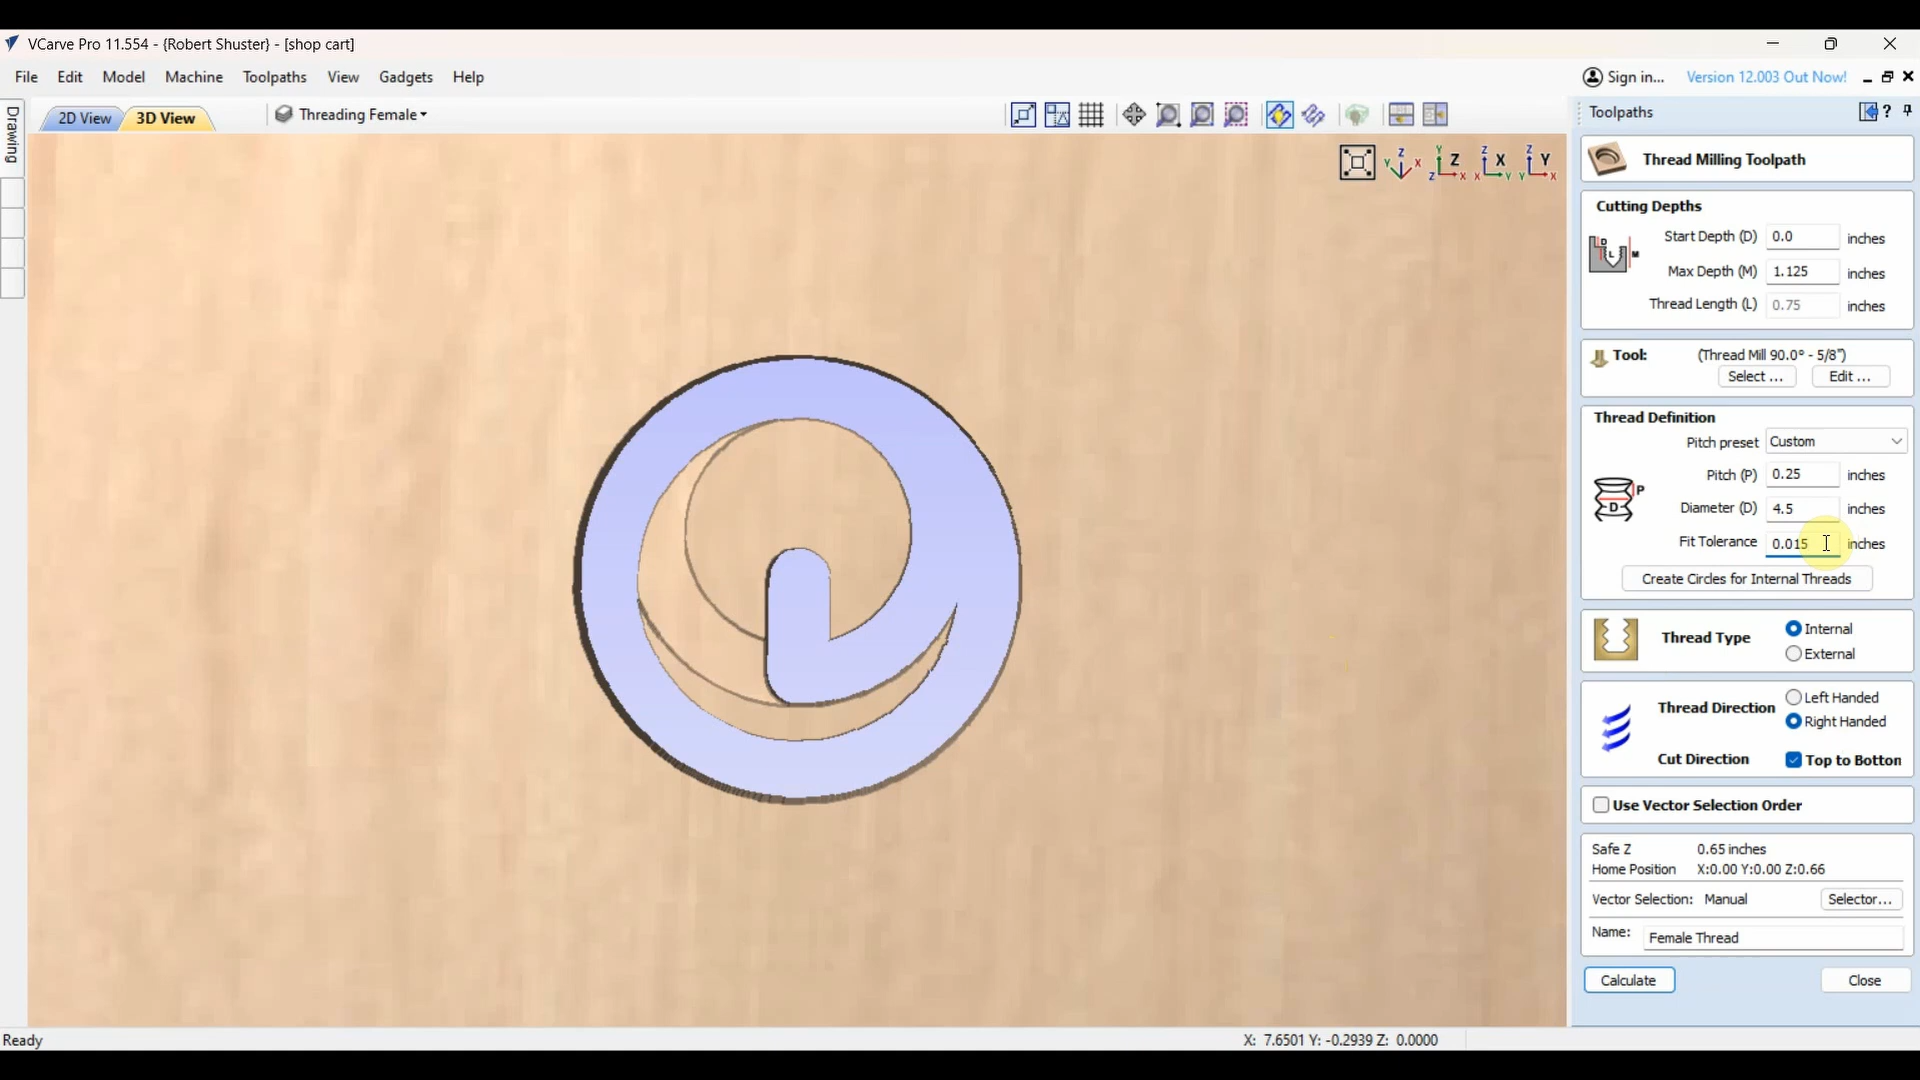 VCarve Pro 11.554 - {Robert Shuster} - [shop cart]
File Edit Model Machine Toolpaths View Gadgets Help
Sign in... Version 12.003 Out Now!
Drawing
2D View 3D View Threading Female
Toolpaths ?
Y Z X Y Z Z X Z X X Y Z Y Y X
Thread Milling Toolpath
Cutting Depths
D L M
Start Depth (D) 0.0 inches
Max Depth (M) 1.125 inches
Thread Length (L) 0.75 inches
Tool: (Thread Mill 90.0° - 5/8")
Select ... Edit ...
Thread Definition
Pitch preset Custom
Pitch (P) 0.25 inches
P D
Diameter (D) 4.5 inches
Fit Tolerance 0.015 inches
Create Circles for Internal Threads
Thread Type Internal
External
Thread Direction Left Handed
Right Handed
Cut Direction Top to Botton
Use Vector Selection Order
Safe Z 0.65 inches
Home Position X:0.00 Y:0.00 Z:0.66
Vector Selection: Manual Selector...
Name: Female Thread
Calculate Close
Ready X: 7.6501 Y: -0.2939 Z: 0.0000